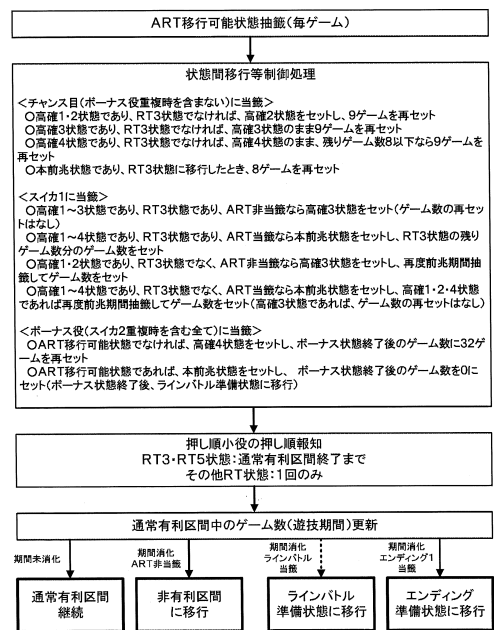 ART移行可能状態抽籤(毎ゲーム)
状態間移行等制御処理
<チャンス目(ボーナス役重複時を含まない)に当籤>
○高確1・2状態であり、RT3状態でなければ、高確2状態をセットし、9ゲームを再セット
○高確3状態であり、RT3状態でなければ、高確3状態のまま9ゲームを再セット
○高確4状態であり、RT3状態でなければ、高確4状態のまま、残りゲーム数8以下なら9ゲームを
再セット
○本前兆状態であり、RT3状態に移行したとき、8ゲームを再セット
<スイカ1に当籤>
○高確1~3状態であり、RT3状態であり、ART非当籤なら高確3状態をセット(ゲーム数の再セッ
トはなし)
○高確1~4状態であり、RT3状態であり、ART当籤なら本前兆状態をセットし、RT3状態の残り
ゲーム数分のゲーム数をセット
○高確1・2状態であり、RT3状態でなく、ART非当籤なら高確3状態をセットし、再度前兆期間抽
籤してゲーム数をセット
○高確1~4状態であり、RT3状態でなく、ART当籤なら本前兆状態をセットし、高確1・2・4状態
であれば再度前兆期間抽籤してゲーム数をセット(高確3状態であれば、ゲーム数の再セットはなし)
<ボーナス役(スイカ2重複時を含む全て)に当籤>
○ART移行可能状態でなければ、高確4状態をセットし、ボーナス状態終了後のゲーム数に32ゲ
ームを再セット
○ART移行可能状態であれば、本前兆状態をセットし、 ボーナス状態終了後のゲーム数を0に
セット(ボーナス状態終了後、ラインバトル準備状態に移行)
押し順小役の押し順報知
RT3・RT5状態:通常有利区間終了まで
その他RT状態:1回のみ
通常有利区間中のゲーム数(遊技期間)更新
期間未消化
期間消化
ART非当籤
期間消化
ラインバトル
当籤
期間消化
エンディング1
当籤
通常有利区間
継続
非有利区間
に移行
ラインバトル
準備状態に移行
エンディング
準備状態に移行